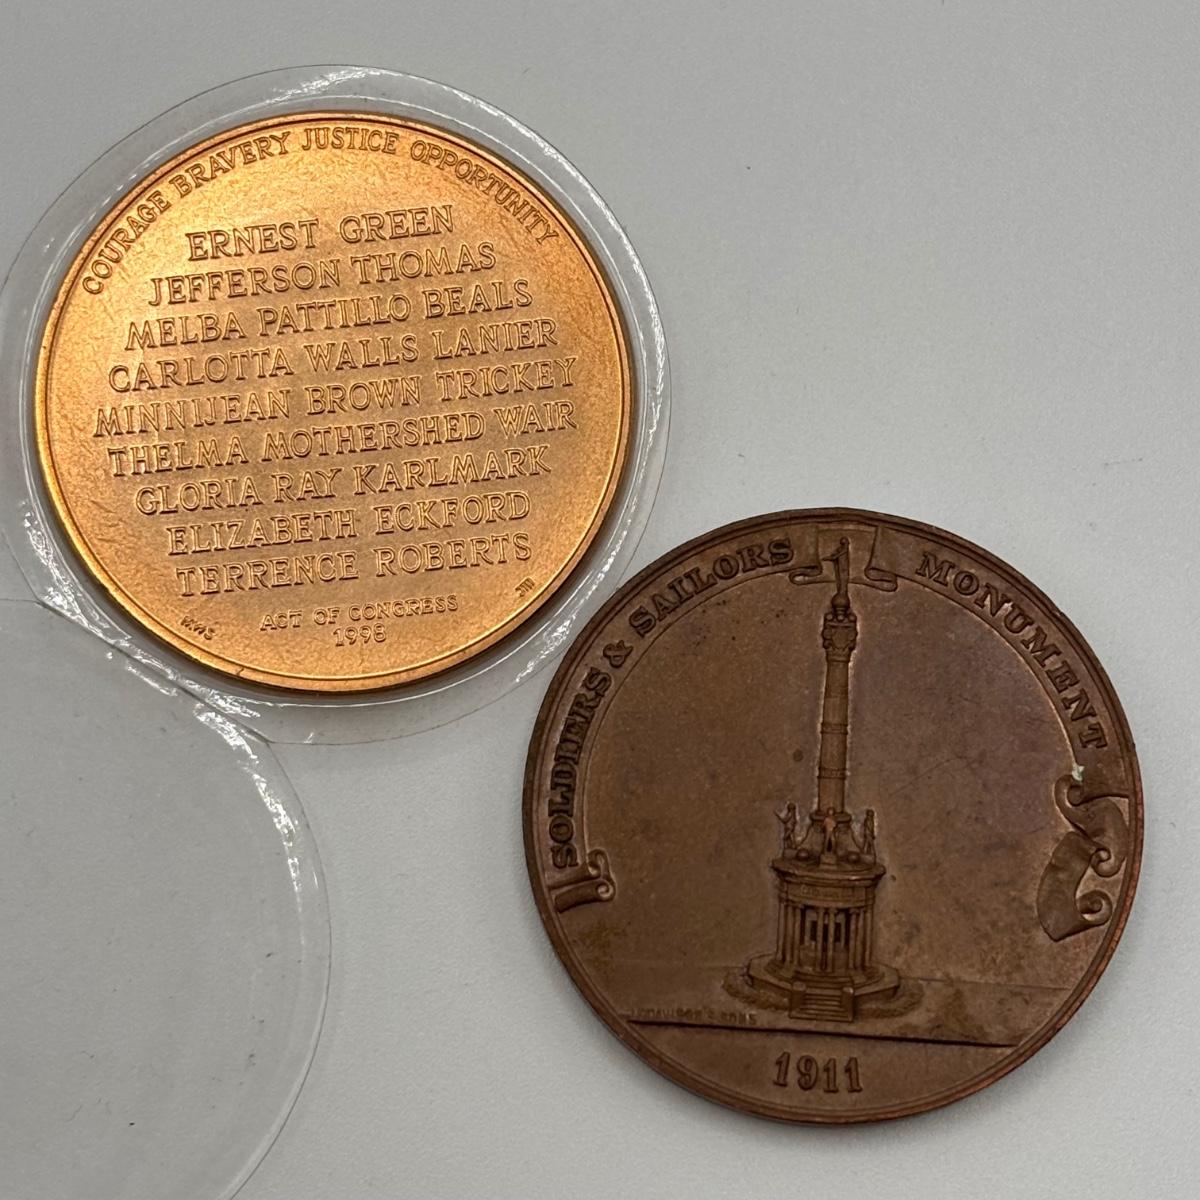 COURAGE BRAVERY JUSTICE OPPORTUNITY
ERNEST GREEN
JEFFERSON THOMAS
MELBA PATTILLO BEALS
CARLOTTA WALLS LANIER
MINNIJEAN BROWN TRICKEY
THELMA MOTHERSHED WAIR
GLORIA RAY KARLMARK
ELIZABETH ECKFORD
TERRENCE ROBERTS
ACT OF CONGRESS
1998
SOLDIERS & SAILORS MONUMENT
1911